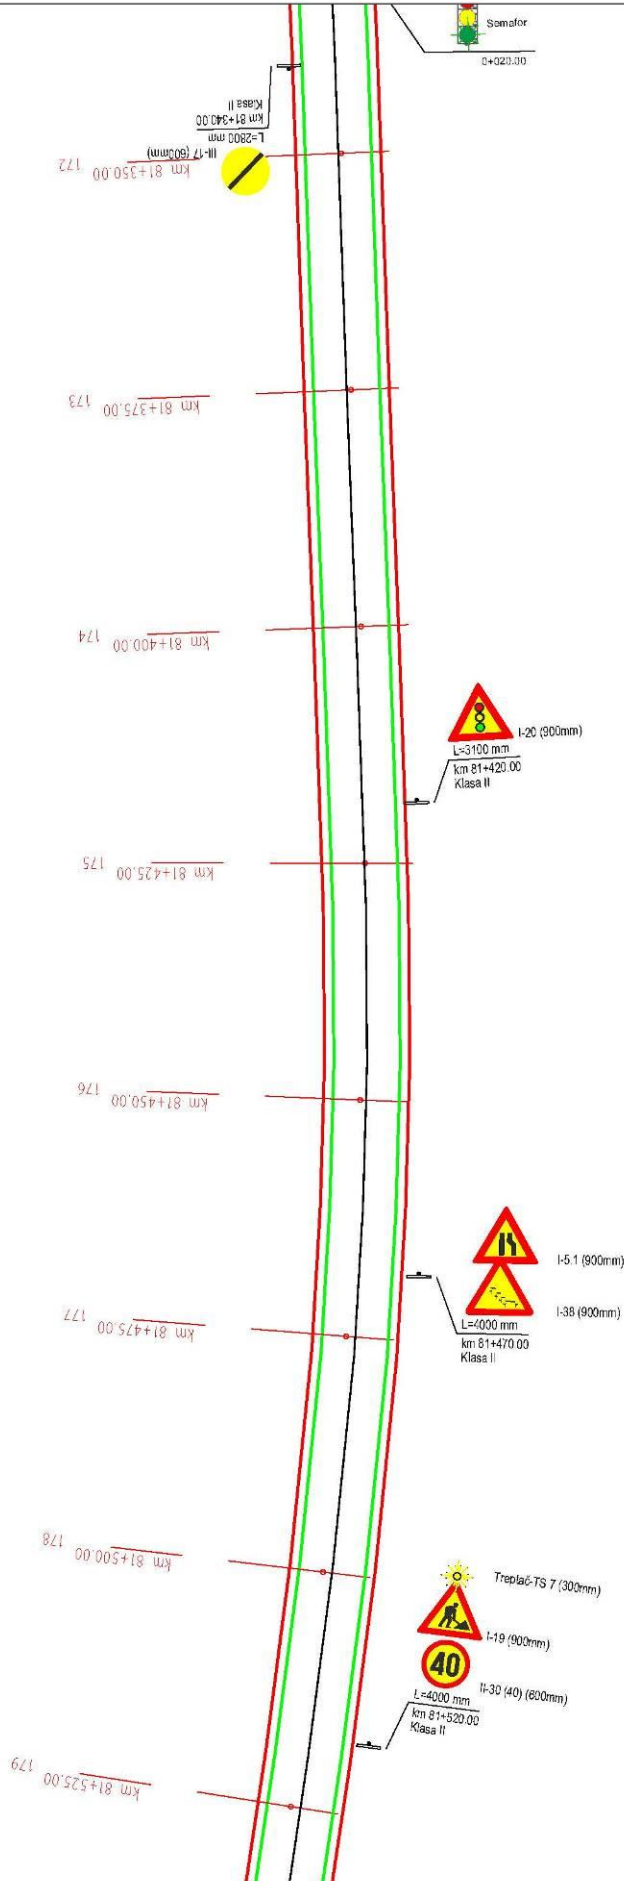 Semafor
0+020.00
km 81+340.00
Klasa II
L=2800 mm
III-17 (600mm)
172
km 81+350.00
173
km 81+375.00
174
km 81+400.00
I-20 (900mm)
L=3100 mm
km 81+420.00
Klasa II
175
km 81+425.00
176
km 81+450.00
I-5.1 (900mm)
I-38 (900mm)
L=4000 mm
km 81+470.00
Klasa II
177
km 81+475.00
178
km 81+500.00
Treptač-TS 7 (300mm)
I-19 (900mm)
40
II-30 (40) (600mm)
L=4000 mm
km 81+520.00
Klasa II
179
km 81+525.00